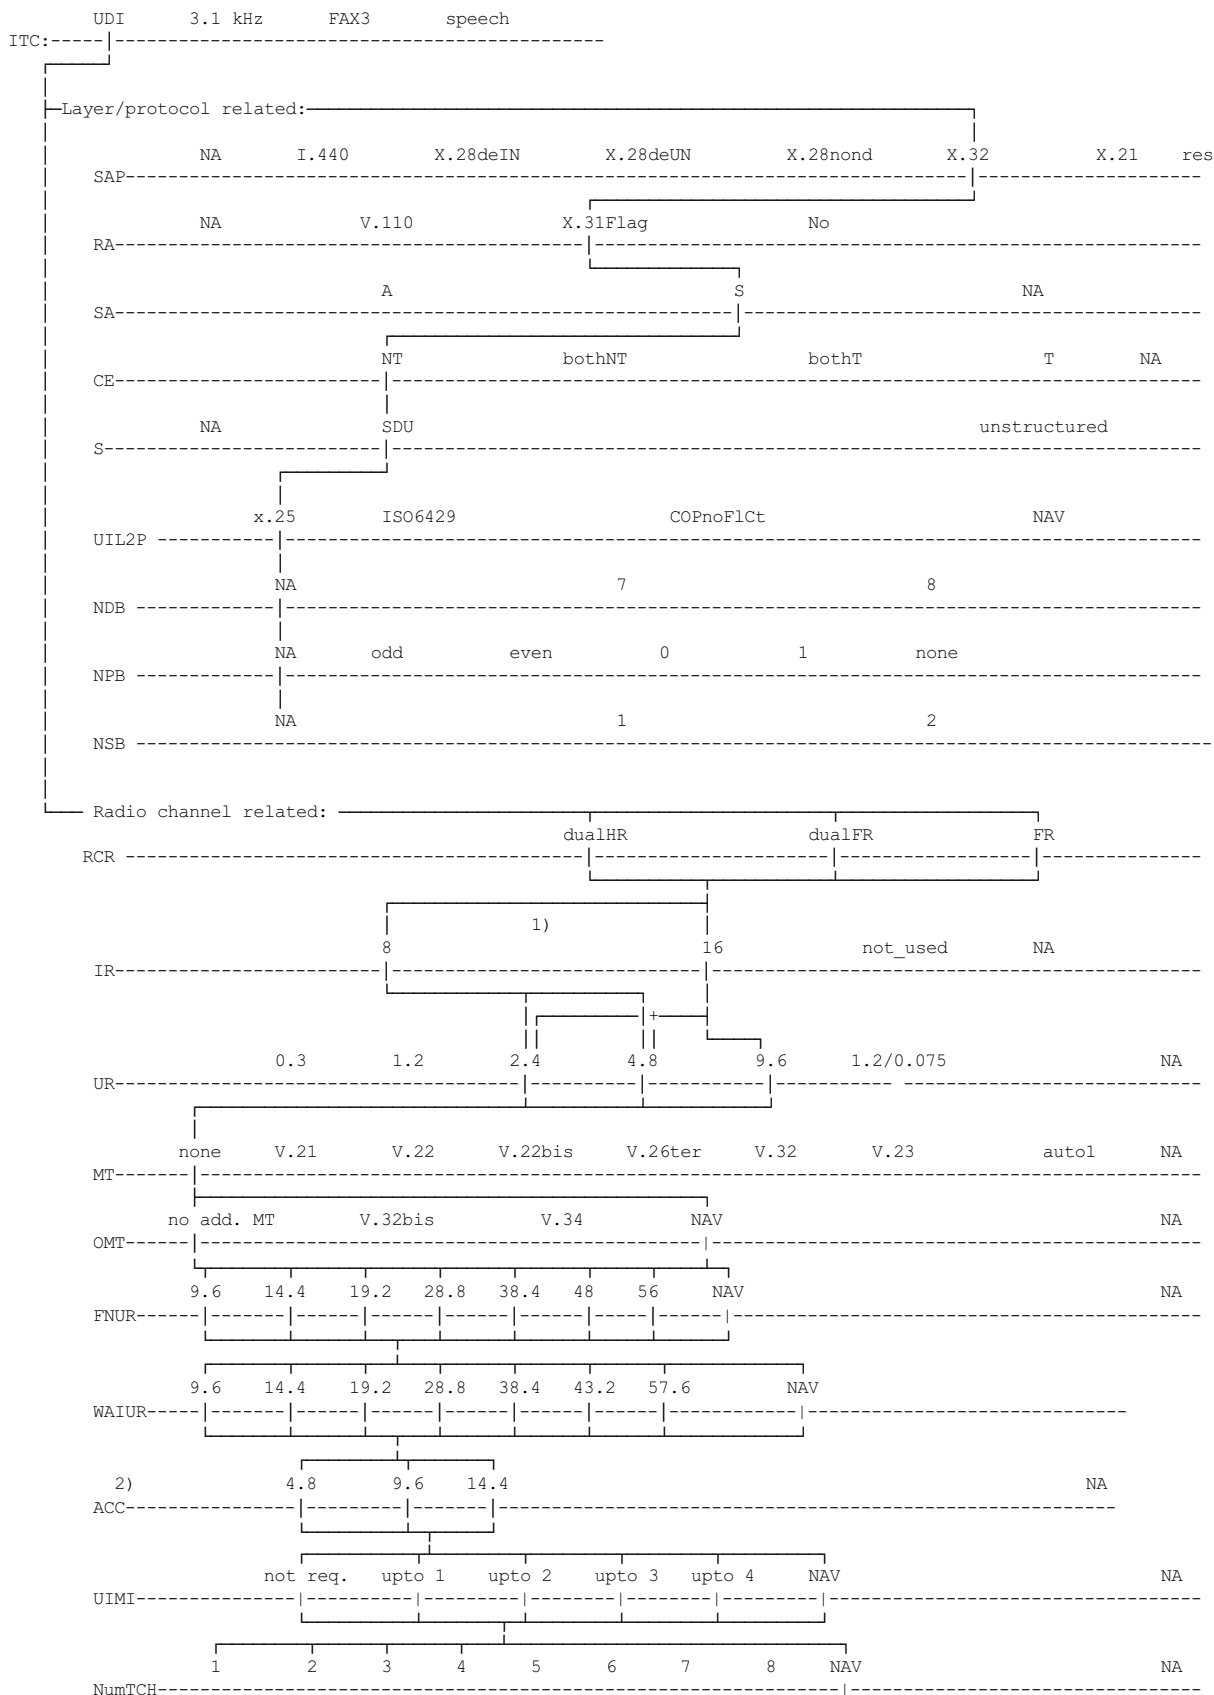 UDI 3.1 kHz FAX3 speech
ITC:
Layer/protocol related:
NA I.440 X.28deIN X.28deUN X.28nond X.32 X.21 res
SAP
NA V.110 X.31Flag No
RA
A S NA
SA
NT bothNT bothT T NA
CE
NA SDU unstructured
S
x.25 ISO6429 COPnoFlCt NAV
UIL2P
NA 7 8
NDB
NA odd even 0 1 none
NPB
NA 1 2
NSB
Radio channel related:
dualHR dualFR FR
RCR
1)
8 16 not_used NA
IR
+
0.3 1.2 2.4 4.8 9.6 1.2/0.075 NA
UR
none V.21 V.22 V.22bis V.26ter V.32 V.23 auto1 NA
MT
no add. MT V.32bis V.34 NAV NA
OMT
9.6 14.4 19.2 28.8 38.4 48 56 NAV NA
FNUR
9.6 14.4 19.2 28.8 38.4 43.2 57.6 NAV
WAIUR
2) 4.8 9.6 14.4 NA
ACC
not req. upto 1 upto 2 upto 3 upto 4 NAV NA
UIMI
1 2 3 4 5 6 7 8 NAV NA
NumTCH